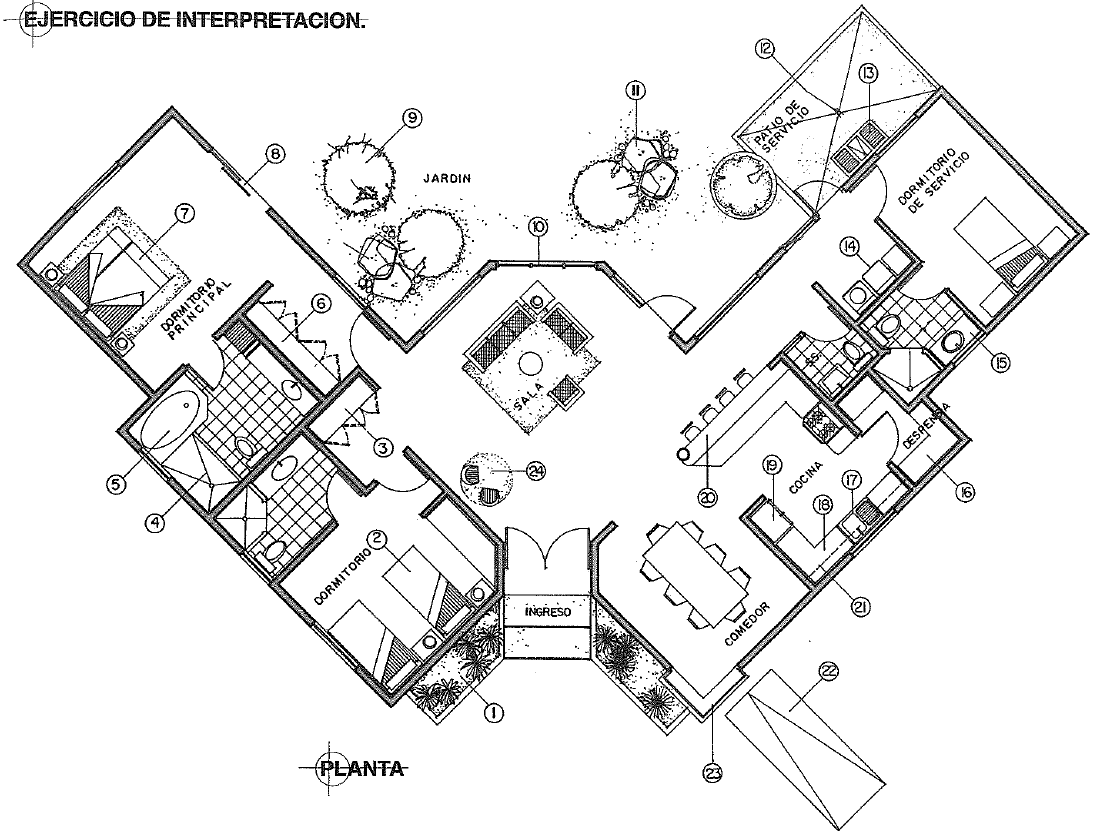 EJERCICIO DE INTERPRETACION.
12
13
11
9
8
PATIO DE
SERVICIO
DORMITORIO
DE SERVICIO
JARDIN
7
10
14
6
DORMITORIO
PRINCIPAL
15
SS.
SALA
DESPENSA
3
5
24
19
COCINA
17
16
4
20
18
2
DORMITORIO
21
INGRESO
COMEDOR
22
1
23
PLANTA